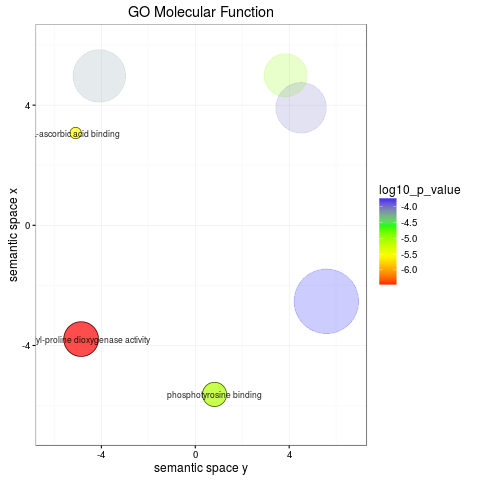 GO Molecular Function
semantic space x
4
0
-4
-ascorbic acid binding
yl-proline dioxygenase activity
phosphotyrosine binding
-4
0
4
semantic space y
log10_p_value
-4.0
-4.5
-5.0
-5.5
-6.0